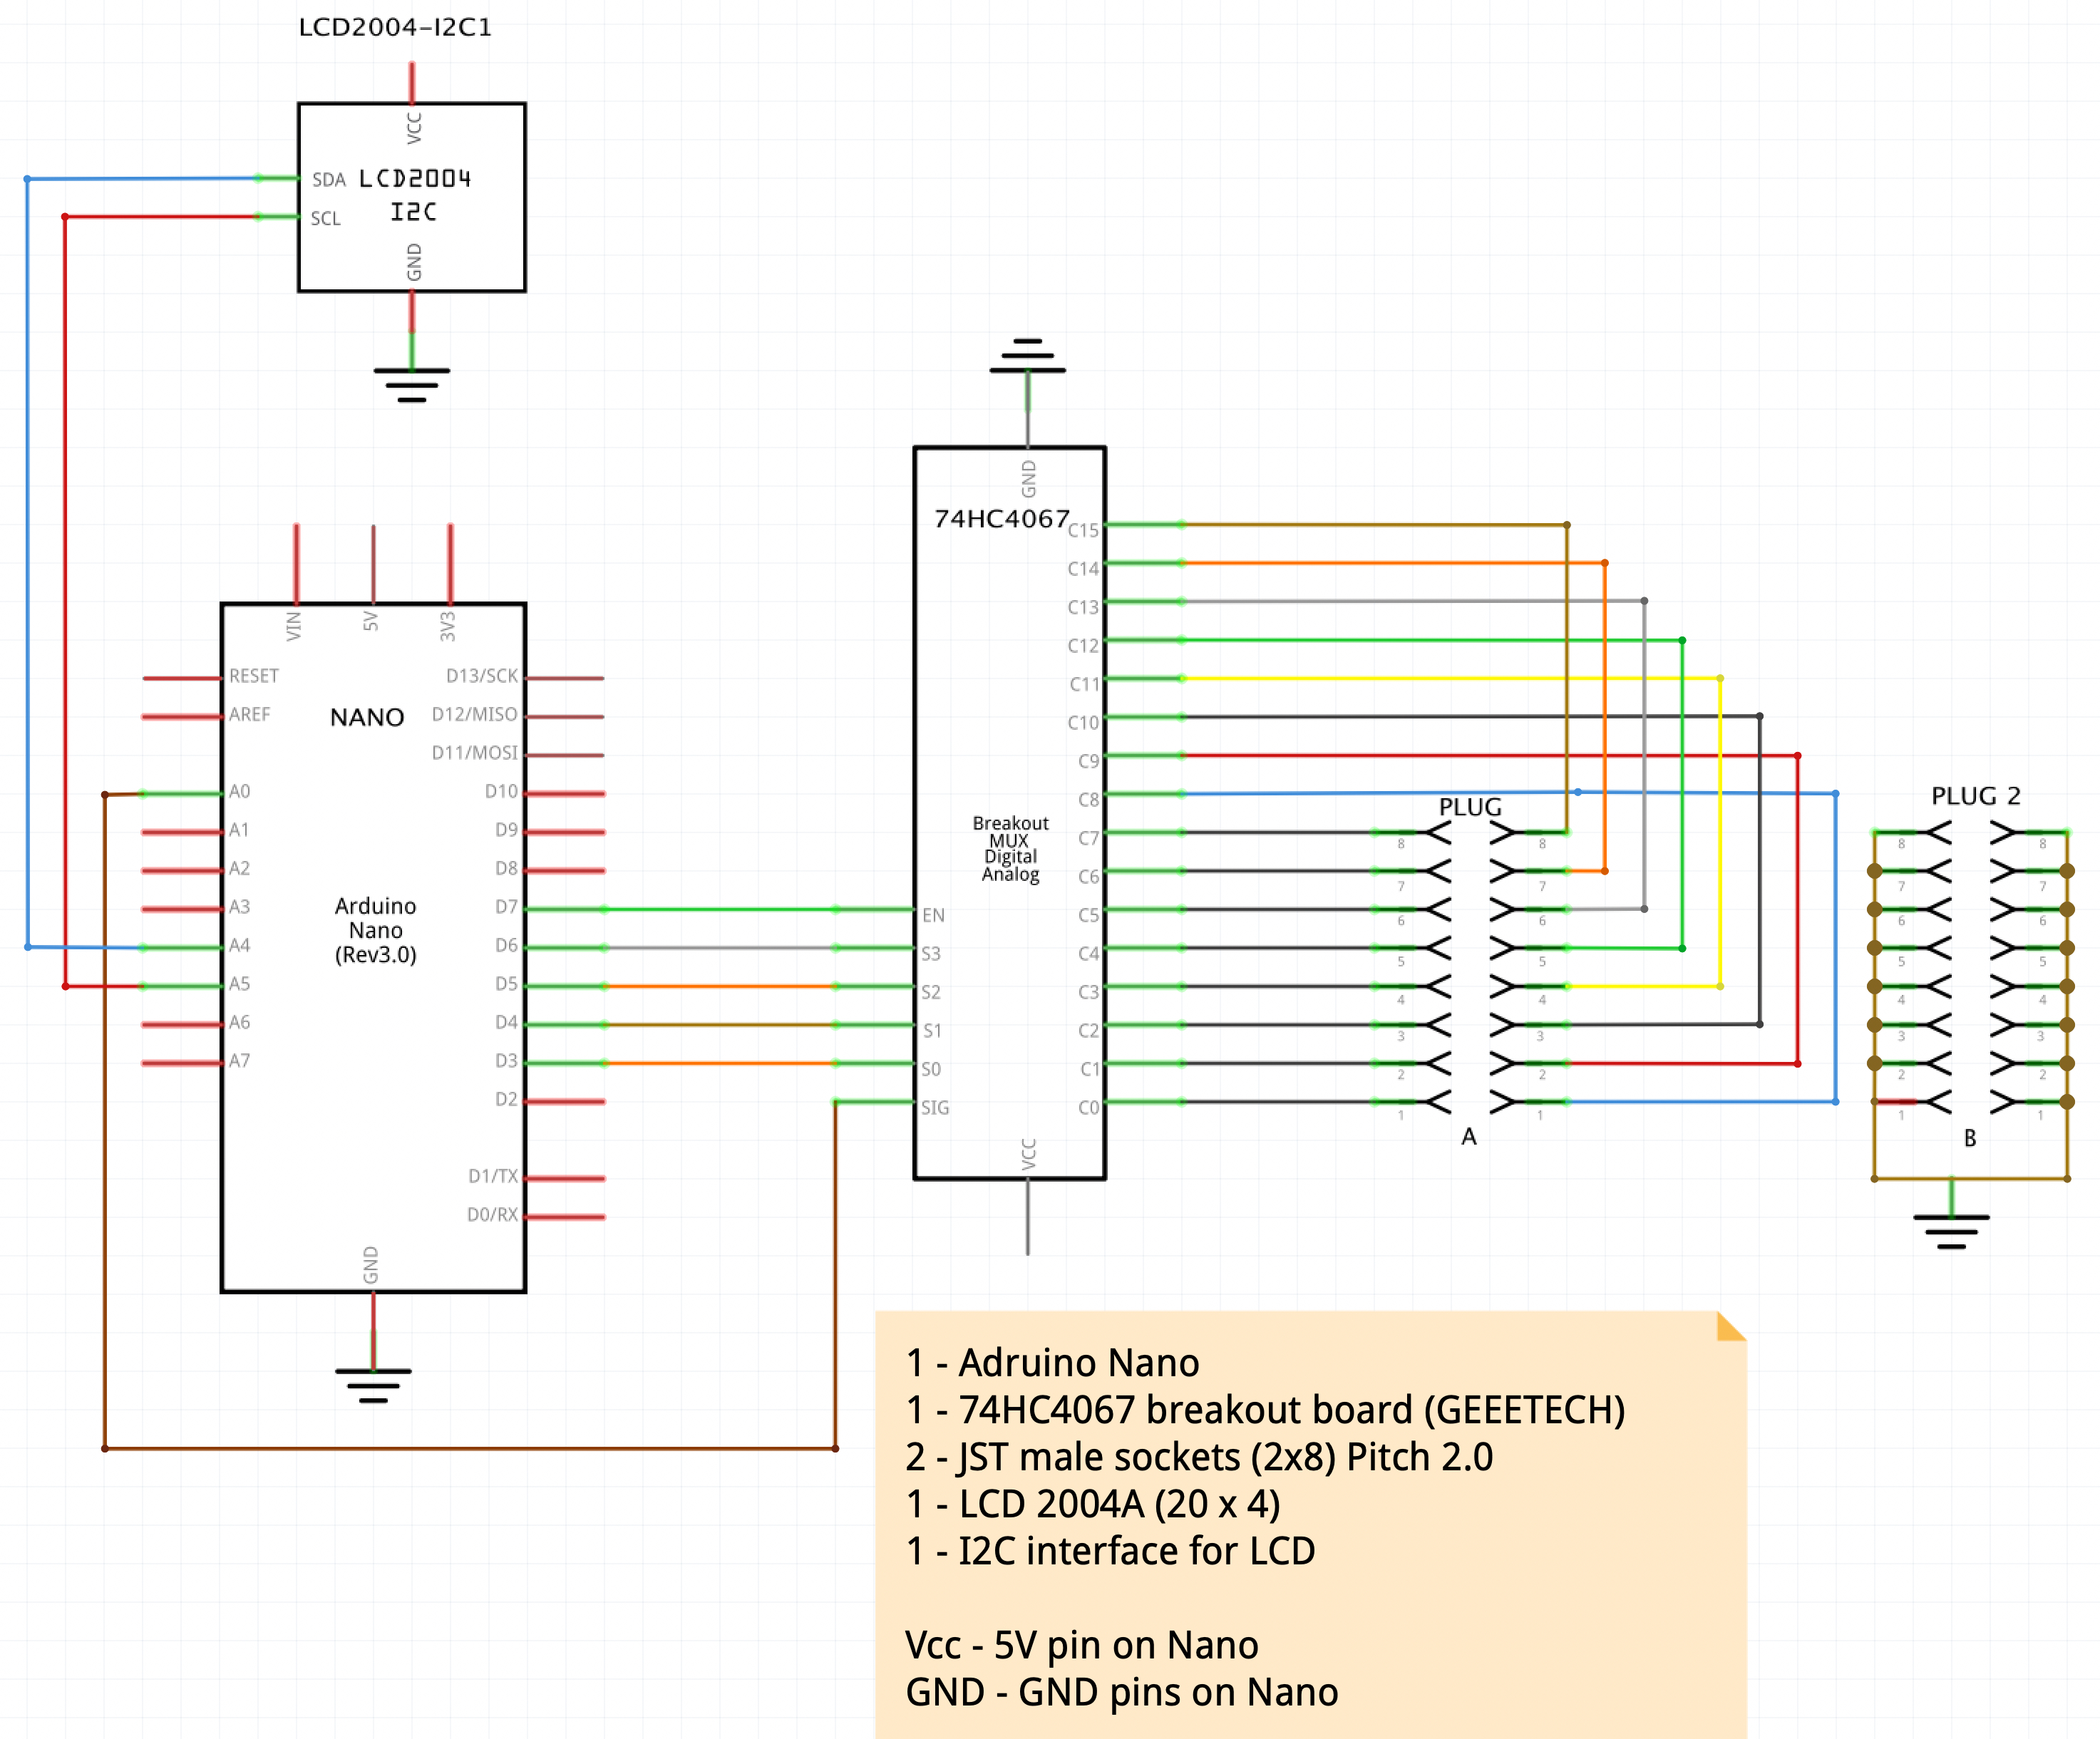 LCD2004-I2C1
VCC
SDA
SCL
LCD2004
I2C
GND
VIN
5V
3V3
RESET
AREF
NANO
A0
A1
A2
A3
A4
A5
A6
A7
Arduino
Nano
(Rev3.0)
D13/SCK
D12/MISO
D11/MOSI
D10
D9
D8
D7
D6
D5
D4
D3
D2
D1/TX
D0/RX
GND
GND
74HC4067
Breakout
MUX
Digital
Analog
EN
S3
S2
S1
S0
SIG
C15
C14
C13
C12
C11
C10
C9
C8
C7
C6
C5
C4
C3
C2
C1
C0
VCC
PLUG
8 8
7 7
6 6
5 5
4 4
3 3
2 2
1 1
A
PLUG 2
8 8
7 7
6 6
5 5
4 4
3 3
2 2
1 1
B
1 - Adruino Nano
1 - 74HC4067 breakout board (GEEETECH)
2 - JST male sockets (2x8) Pitch 2.0
1 - LCD 2004A (20 x 4)
1 - I2C interface for LCD
Vcc - 5V pin on Nano
GND - GND pins on Nano